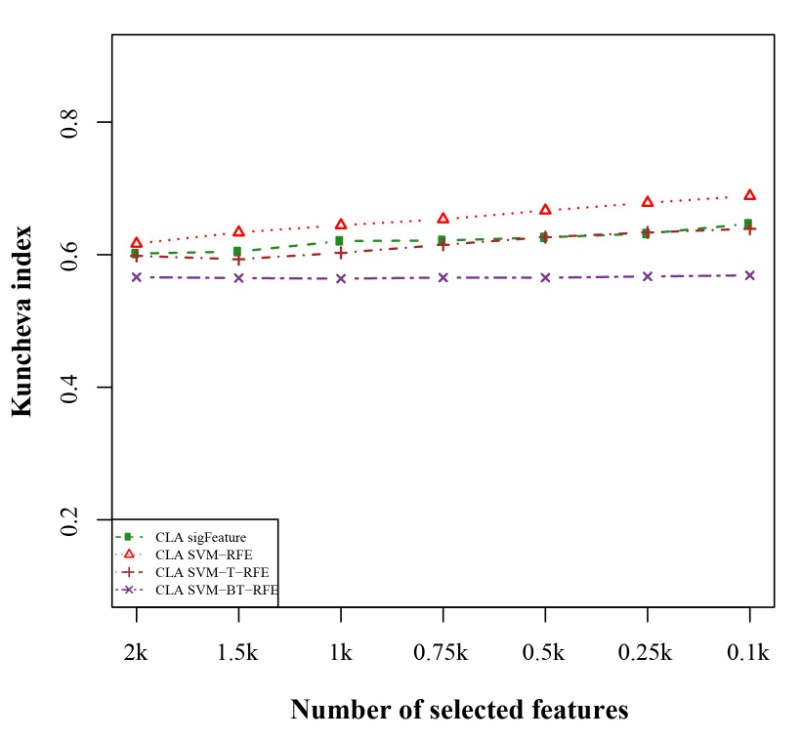 Kuncheva index
0.8
0.6
0.4
0.2
CLA sigFeature
CLA SVM−RFE
CLA SVM−T−RFE
CLA SVM−BT−RFE
2k 1.5k 1k 0.75k 0.5k 0.25k 0.1k
Number of selected features